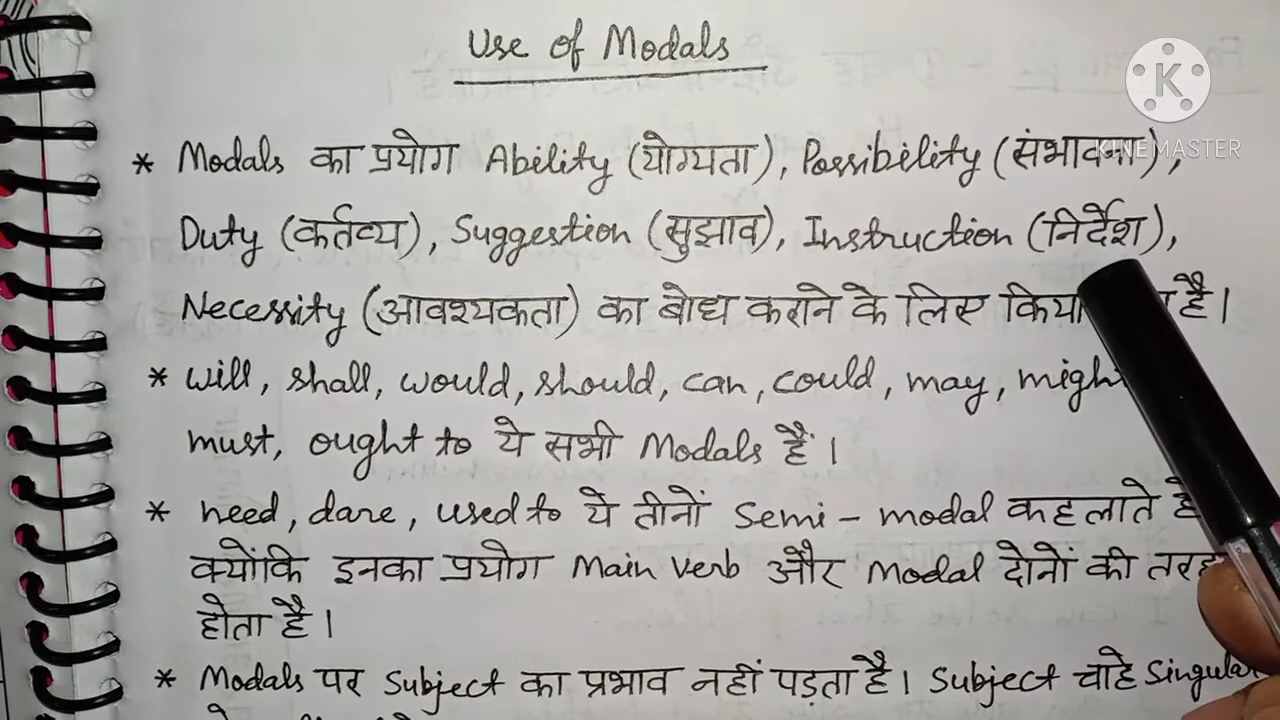 Use of Modals
K
KINEMASTER
* Modals का प्रयोग Ability (योग्यता), Possibility (संभावना),
Duty (कर्तव्य), Suggestion (सुझाव), Instruction (निर्देश),
Necessity (आवश्यकता) का बोध कराने के लिए किया है।
* will, shall, would, should, can, could, may, might
must, ought to ये सभी Modals हैं।
* need, dare, used to ये तीनों Semi - modal कहलाते
क्योंकि इनका प्रयोग Main Verb और Modal दोनों की तरह
होता है।
* Modals पर Subject का प्रभाव नहीं पड़ता है। Subject चाहे Singular